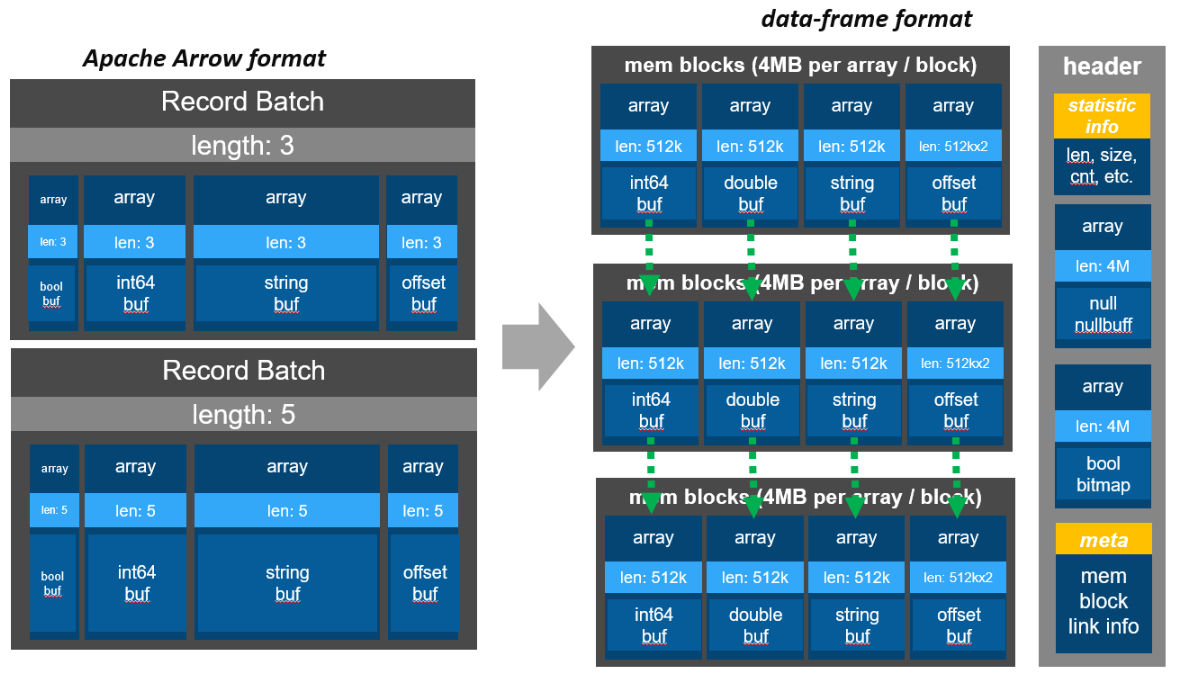 Apache Arrow format
Record Batch
length: 3
array
array
array
array
len: 3
len: 3
len: 3
len: 3
bool
buf
int64
buf
string
buf
offset
buf
Record Batch
length: 5
array
array
array
array
len: 5
len: 5
len: 5
len: 5
bool
buf
int64
buf
string
buf
offset
buf
data-frame format
mem blocks (4MB per array / block)
array
array
array
array
len: 512k
len: 512k
len: 512k
len: 512kx2
int64
buf
double
buf
string
buf
offset
buf
mem blocks (4MB per array / block)
array
array
array
array
len: 512k
len: 512k
len: 512k
len: 512kx2
int64
buf
double
buf
string
buf
offset
buf
mem blocks (4MB per array / block)
array
array
array
array
len: 512k
len: 512k
len: 512k
len: 512kx2
int64
buf
double
buf
string
buf
offset
buf
header
statistic
info
len, size,
cnt, etc.
array
len: 4M
null
nullbuff
array
len: 4M
bool
bitmap
meta
mem
block
link info